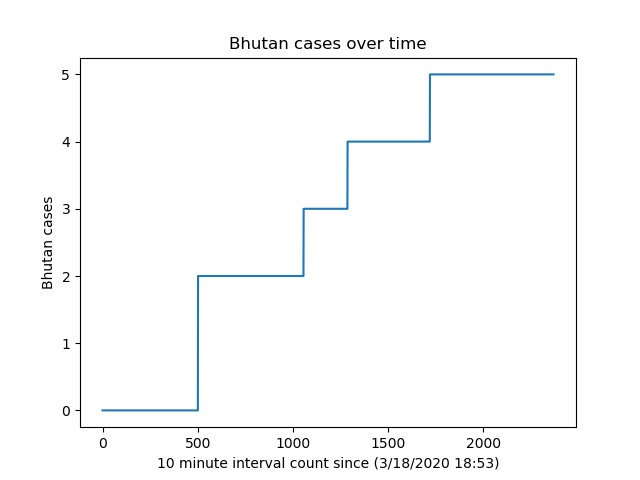 Bhutan cases over time
5
4
3
2
1
0
Bhutan cases
0 500 1000 1500 2000
10 minute interval count since (3/18/2020 18:53)